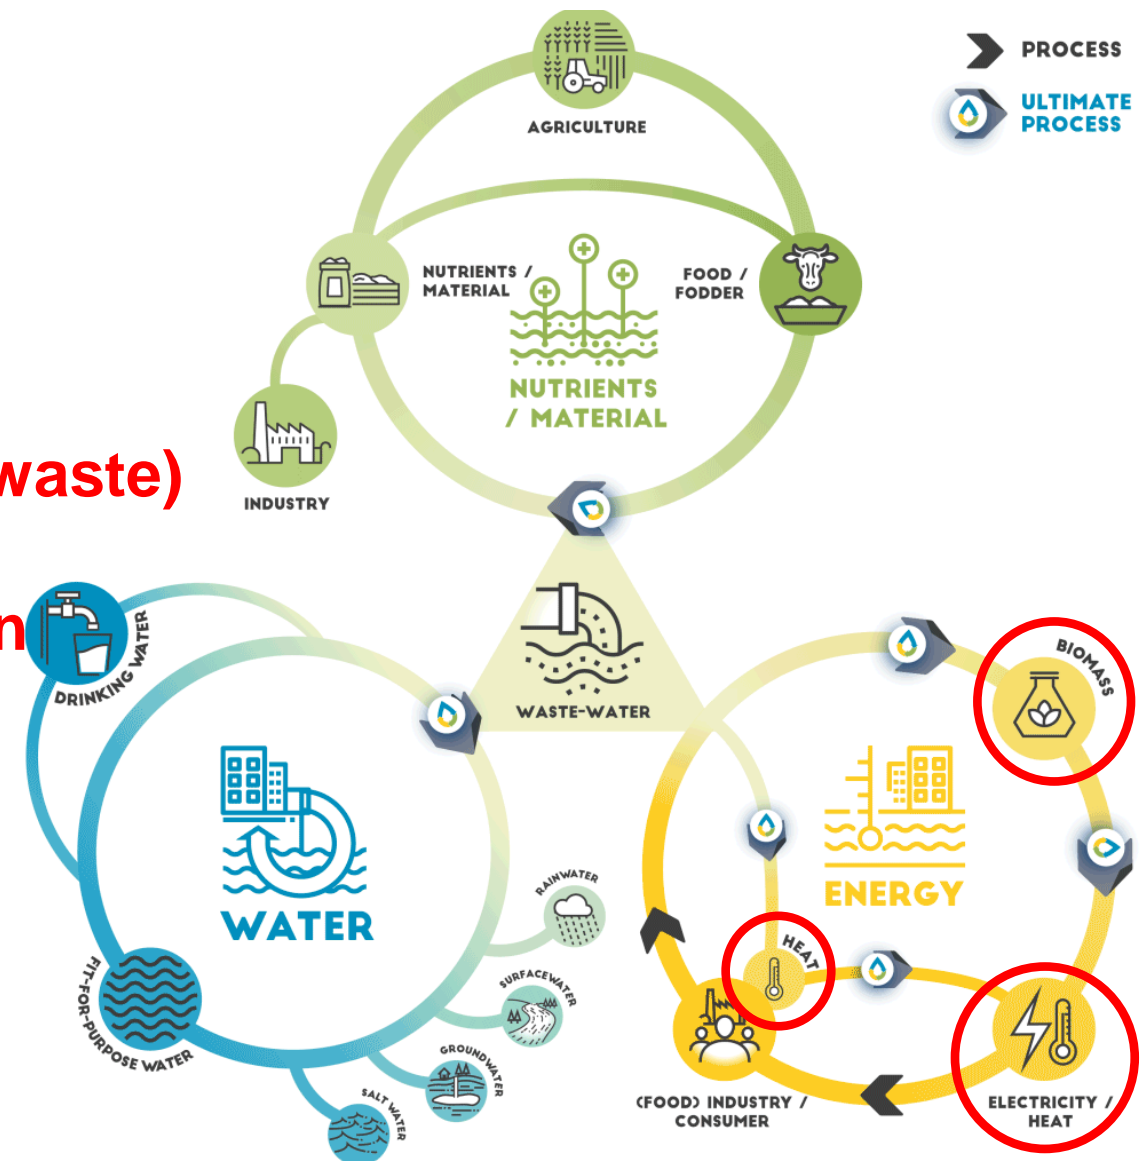 PROCESS
ULTIMATE
PROCESS
AGRICULTURE
NUTRIENTS /
MATERIAL
FOOD /
FODDER
NUTRIENTS
/ MATERIAL
INDUSTRY
waste)
n
DRINKING WATER
WASTE-WATER
BIOMASS
WATER
ENERGY
RAINWATER
HEAT
FIT-FOR-PURPOSE WATER
SURFACEWATER
GROUNDWATER
SALT WATER
(FOOD) INDUSTRY /
CONSUMER
ELECTRICITY /
HEAT